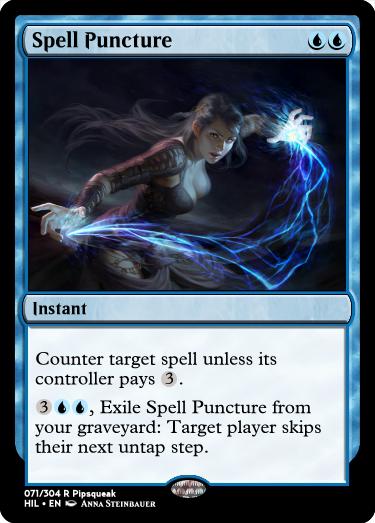 Spell Puncture
Instant
Counter target spell unless its
controller pays 3.
3, Exile Spell Puncture from
your graveyard: Target player skips
their next untap step.
071/304 R Pipsqueak
HIL • EN Anna Steinbauer